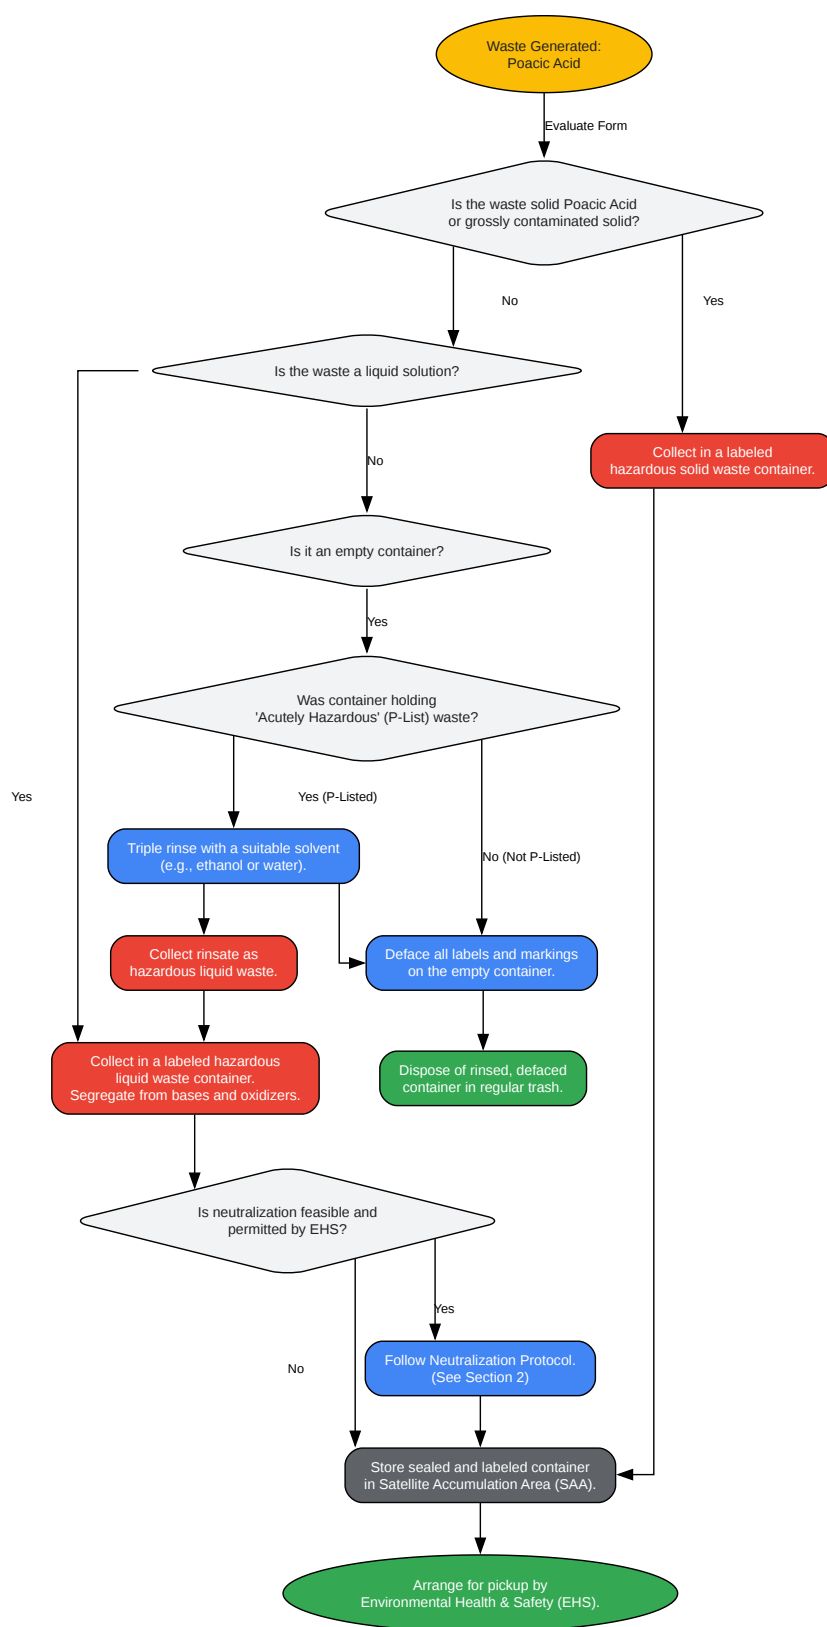 Waste Generated:
Poacic Acid
Evaluate Form
Is the waste solid Poacic Acid
or grossly contaminated solid?
No
Yes
Is the waste a liquid solution?
Collect in a labeled
hazardous solid waste container.
No
Is it an empty container?
Yes
Was container holding
'Acutely Hazardous' (P-List) waste?
Yes
Yes (P-Listed)
Triple rinse with a suitable solvent
(e.g., ethanol or water).
No (Not P-Listed)
Collect rinsate as
hazardous liquid waste.
Deface all labels and markings
on the empty container.
Collect in a labeled hazardous
liquid waste container.
Segregate from bases and oxidizers.
Dispose of rinsed, defaced
container in regular trash.
Is neutralization feasible and
permitted by EHS?
Yes
No
Follow Neutralization Protocol.
(See Section 2)
Store sealed and labeled container
in Satellite Accumulation Area (SAA).
Arrange for pickup by
Environmental Health & Safety (EHS).